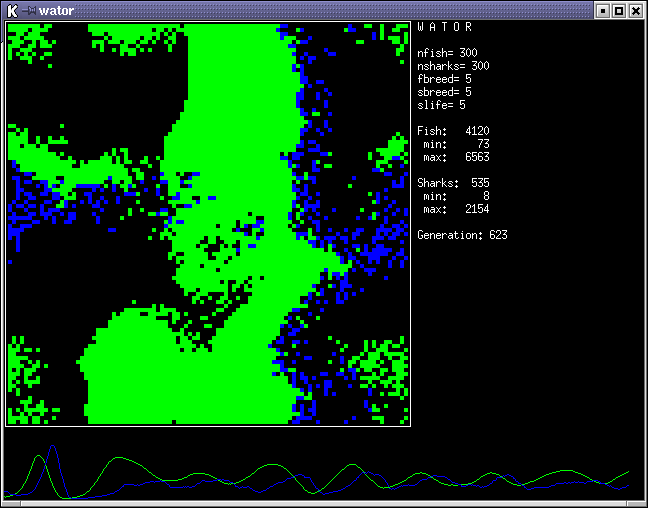 wator
W A T O R
nfish= 300
nsharks= 300
fbreed= 5
sbreed= 5
slife= 5
Fish: 4120
min: 73
max: 6563
Sharks: 535
min: 8
max: 2154
Generation: 623